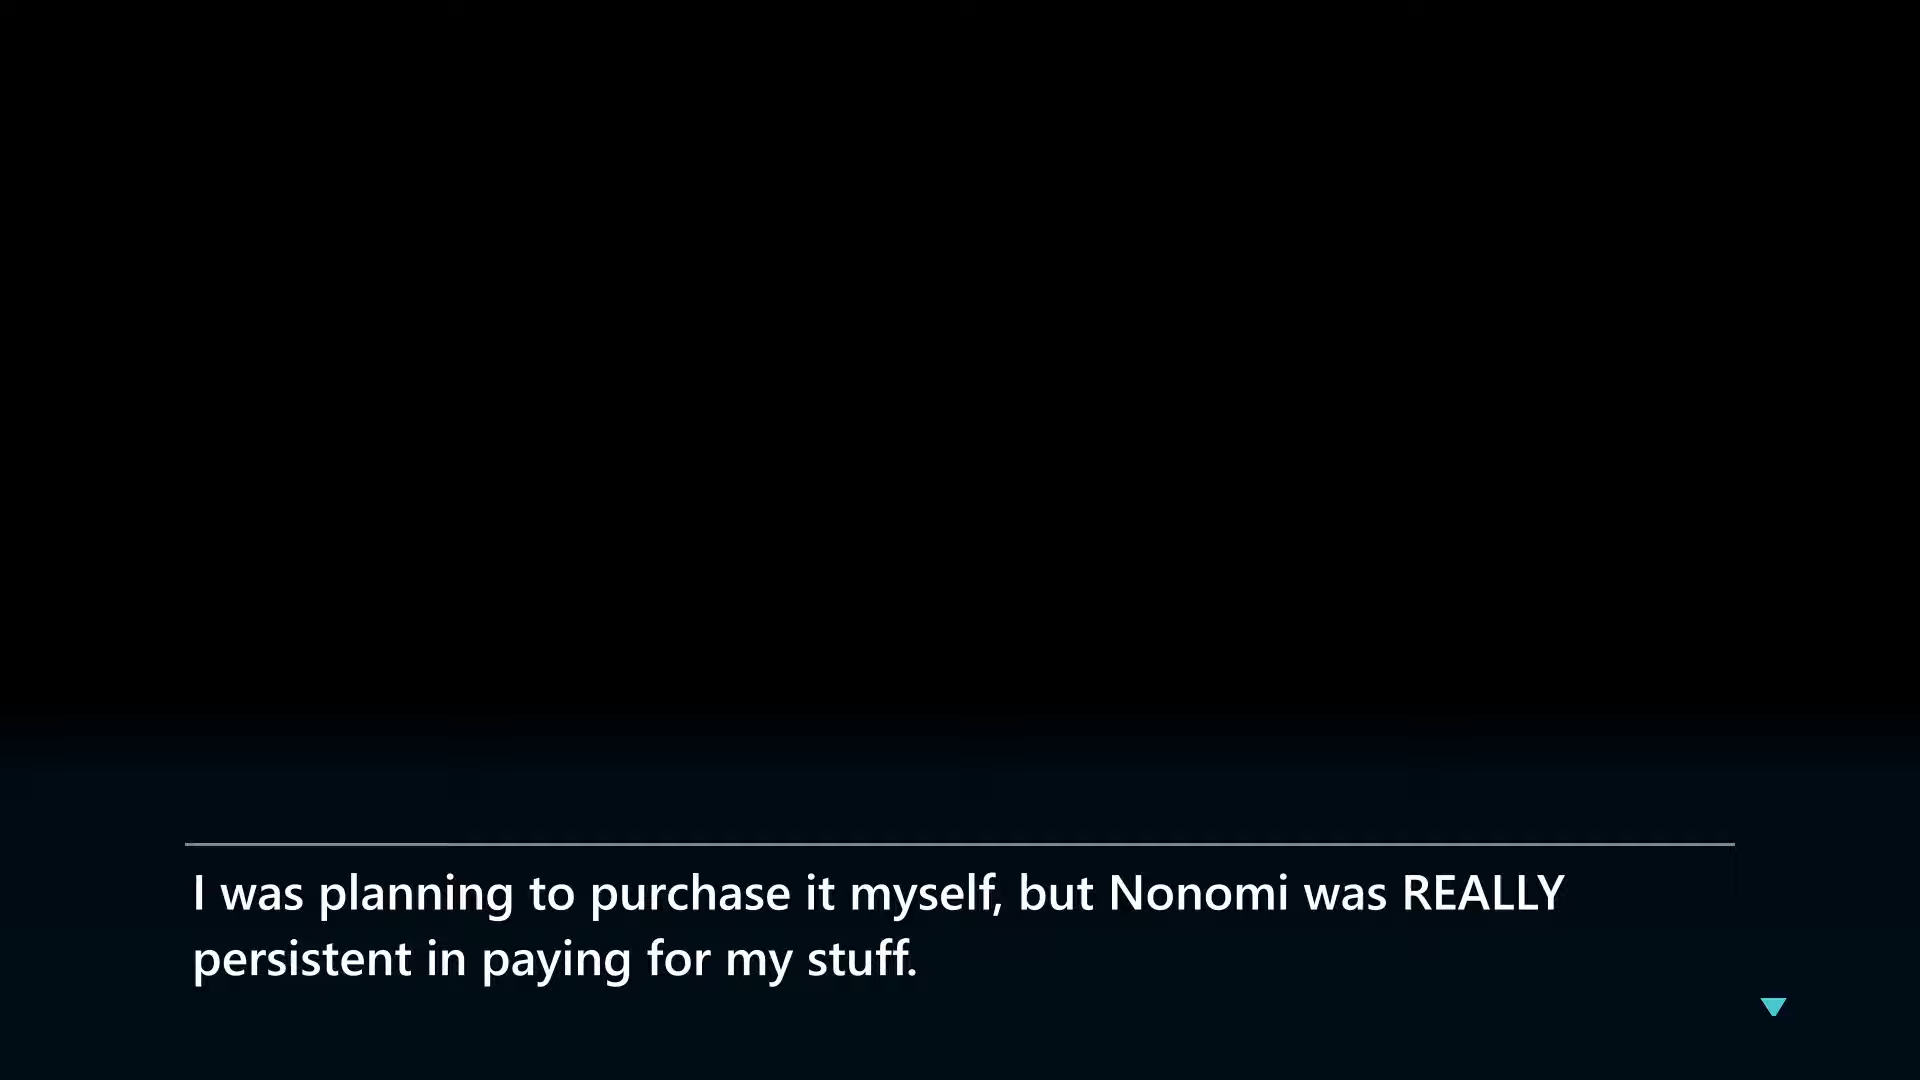 I was planning to purchase it myself, but Nonomi was REALLY
persistent in paying for my stuff.